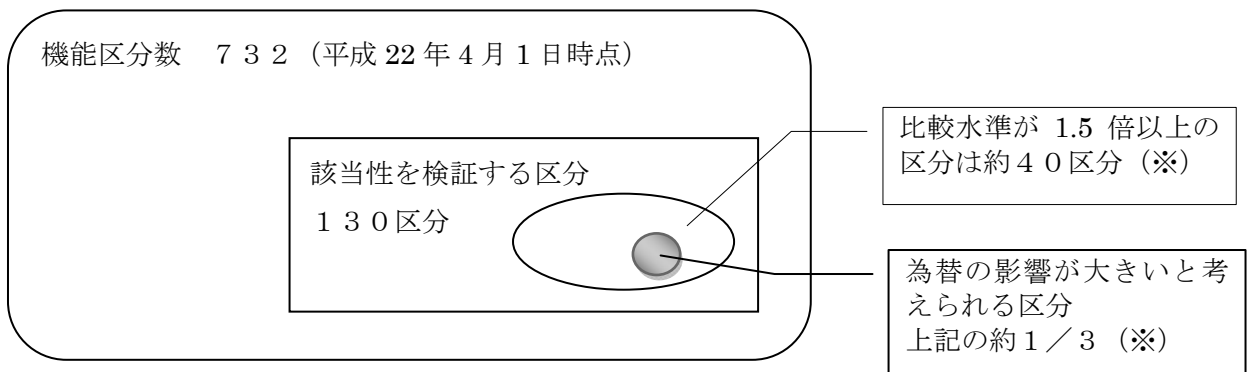 機能区分数　７３２（平成 22 年 4 月 1 日時点）
該当性を検証する区分
１３０区分
比較水準が 1.5 倍以上の
区分は約４０区分（※）
為替の影響が大きいと考
えられる区分
上記の約１／３（※）